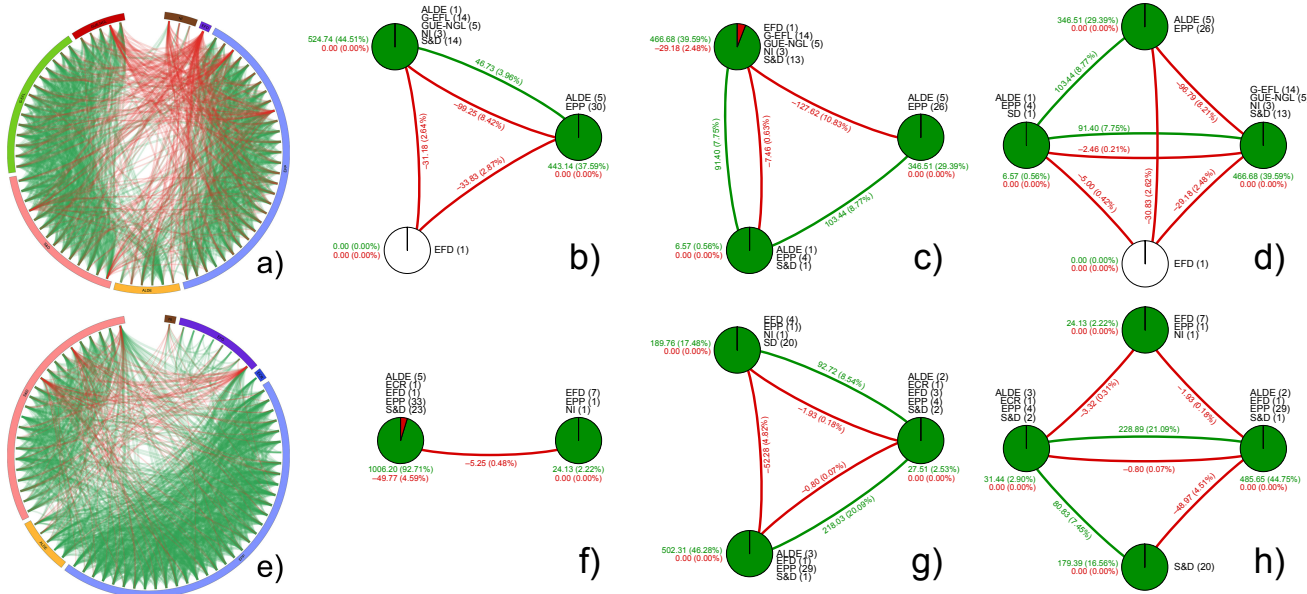 a)
ALDE (1)
G-EFL (14)
GUE-NGL (5)
NI (3)
S&D (14)
524.74 (44.51%)
0.00 (0.00%)
46.73 (3.96%)
−99.25 (8.42%)
−31.18 (2.64%)
−33.83 (2.87%)
ALDE (5)
EPP (30)
443.14 (37.59%)
0.00 (0.00%)
0.00 (0.00%)
0.00 (0.00%)
EFD (1)
b)
EFD (1)
G-EFL (14)
GUE-NGL (5)
NI (3)
S&D (13)
466.68 (39.59%)
−29.18 (2.48%)
−127.62 (10.83%)
91.40 (7.75%)
−7.46 (0.63%)
103.44 (8.77%)
ALDE (5)
EPP (26)
346.51 (29.39%)
0.00 (0.00%)
6.57 (0.56%)
0.00 (0.00%)
ALDE (1)
EPP (4)
S&D (1)
c)
346.51 (29.39%)
0.00 (0.00%)
ALDE (5)
EPP (26)
103.44 (8.77%)
−96.79 (8.21%)
ALDE (1)
EPP (4)
SD (1)
G-EFL (14)
GUE-NGL (5
NI (3)
S&D (13)
91.40 (7.75%)
−2.46 (0.21%)
6.57 (0.56%)
0.00 (0.00%)
466.68 (39.59%)
0.00 (0.00%)
−5.00 (0.42%)
−30.83 (2.62%)
−29.18 (2.48%)
0.00 (0.00%)
0.00 (0.00%)
EFD (1)
d)
ALDE
e)
ALDE (5)
ECR (1)
EFD (1)
EPP (33)
S&D (23)
1006.20 (92.71%)
−49.77 (4.59%)
−5.25 (0.48%)
EFD (7)
EPP (1)
NI (1)
24.13 (2.22%)
0.00 (0.00%)
f)
EFD (4)
EPP (1))
NI (1)
SD (20)
189.76 (17.48%)
0.00 (0.00%)
92.72 (8.54%)
−1.93 (0.18%)
−52.28 (4.82%)
−0.80 (0.07%)
218.03 (20.09%)
ALDE (2)
ECR (1)
EFD (3)
EPP (4)
S&D (2)
27.51 (2.53%)
0.00 (0.00%)
502.31 (46.28%)
0.00 (0.00%)
ALDE (3)
EFD (1)
EPP (29)
S&D (1)
g)
24.13 (2.22%)
0.00 (0.00%)
EFD (7)
EPP (1)
NI (1)
−3.32 (0.31%)
−1.93 (0.18%)
ALDE (3)
ECR (1)
EPP (4)
S&D (2)
ALDE (2)
EFD (1)
EPP (29)
S&D (1)
228.89 (21.09%)
−0.80 (0.07%)
31.44 (2.90%)
0.00 (0.00%)
485.65 (44.75%)
0.00 (0.00%)
80.83 (7.45%)
−48.97 (4.51%)
179.39 (16.56%)
0.00 (0.00%)
S&D (20)
h)